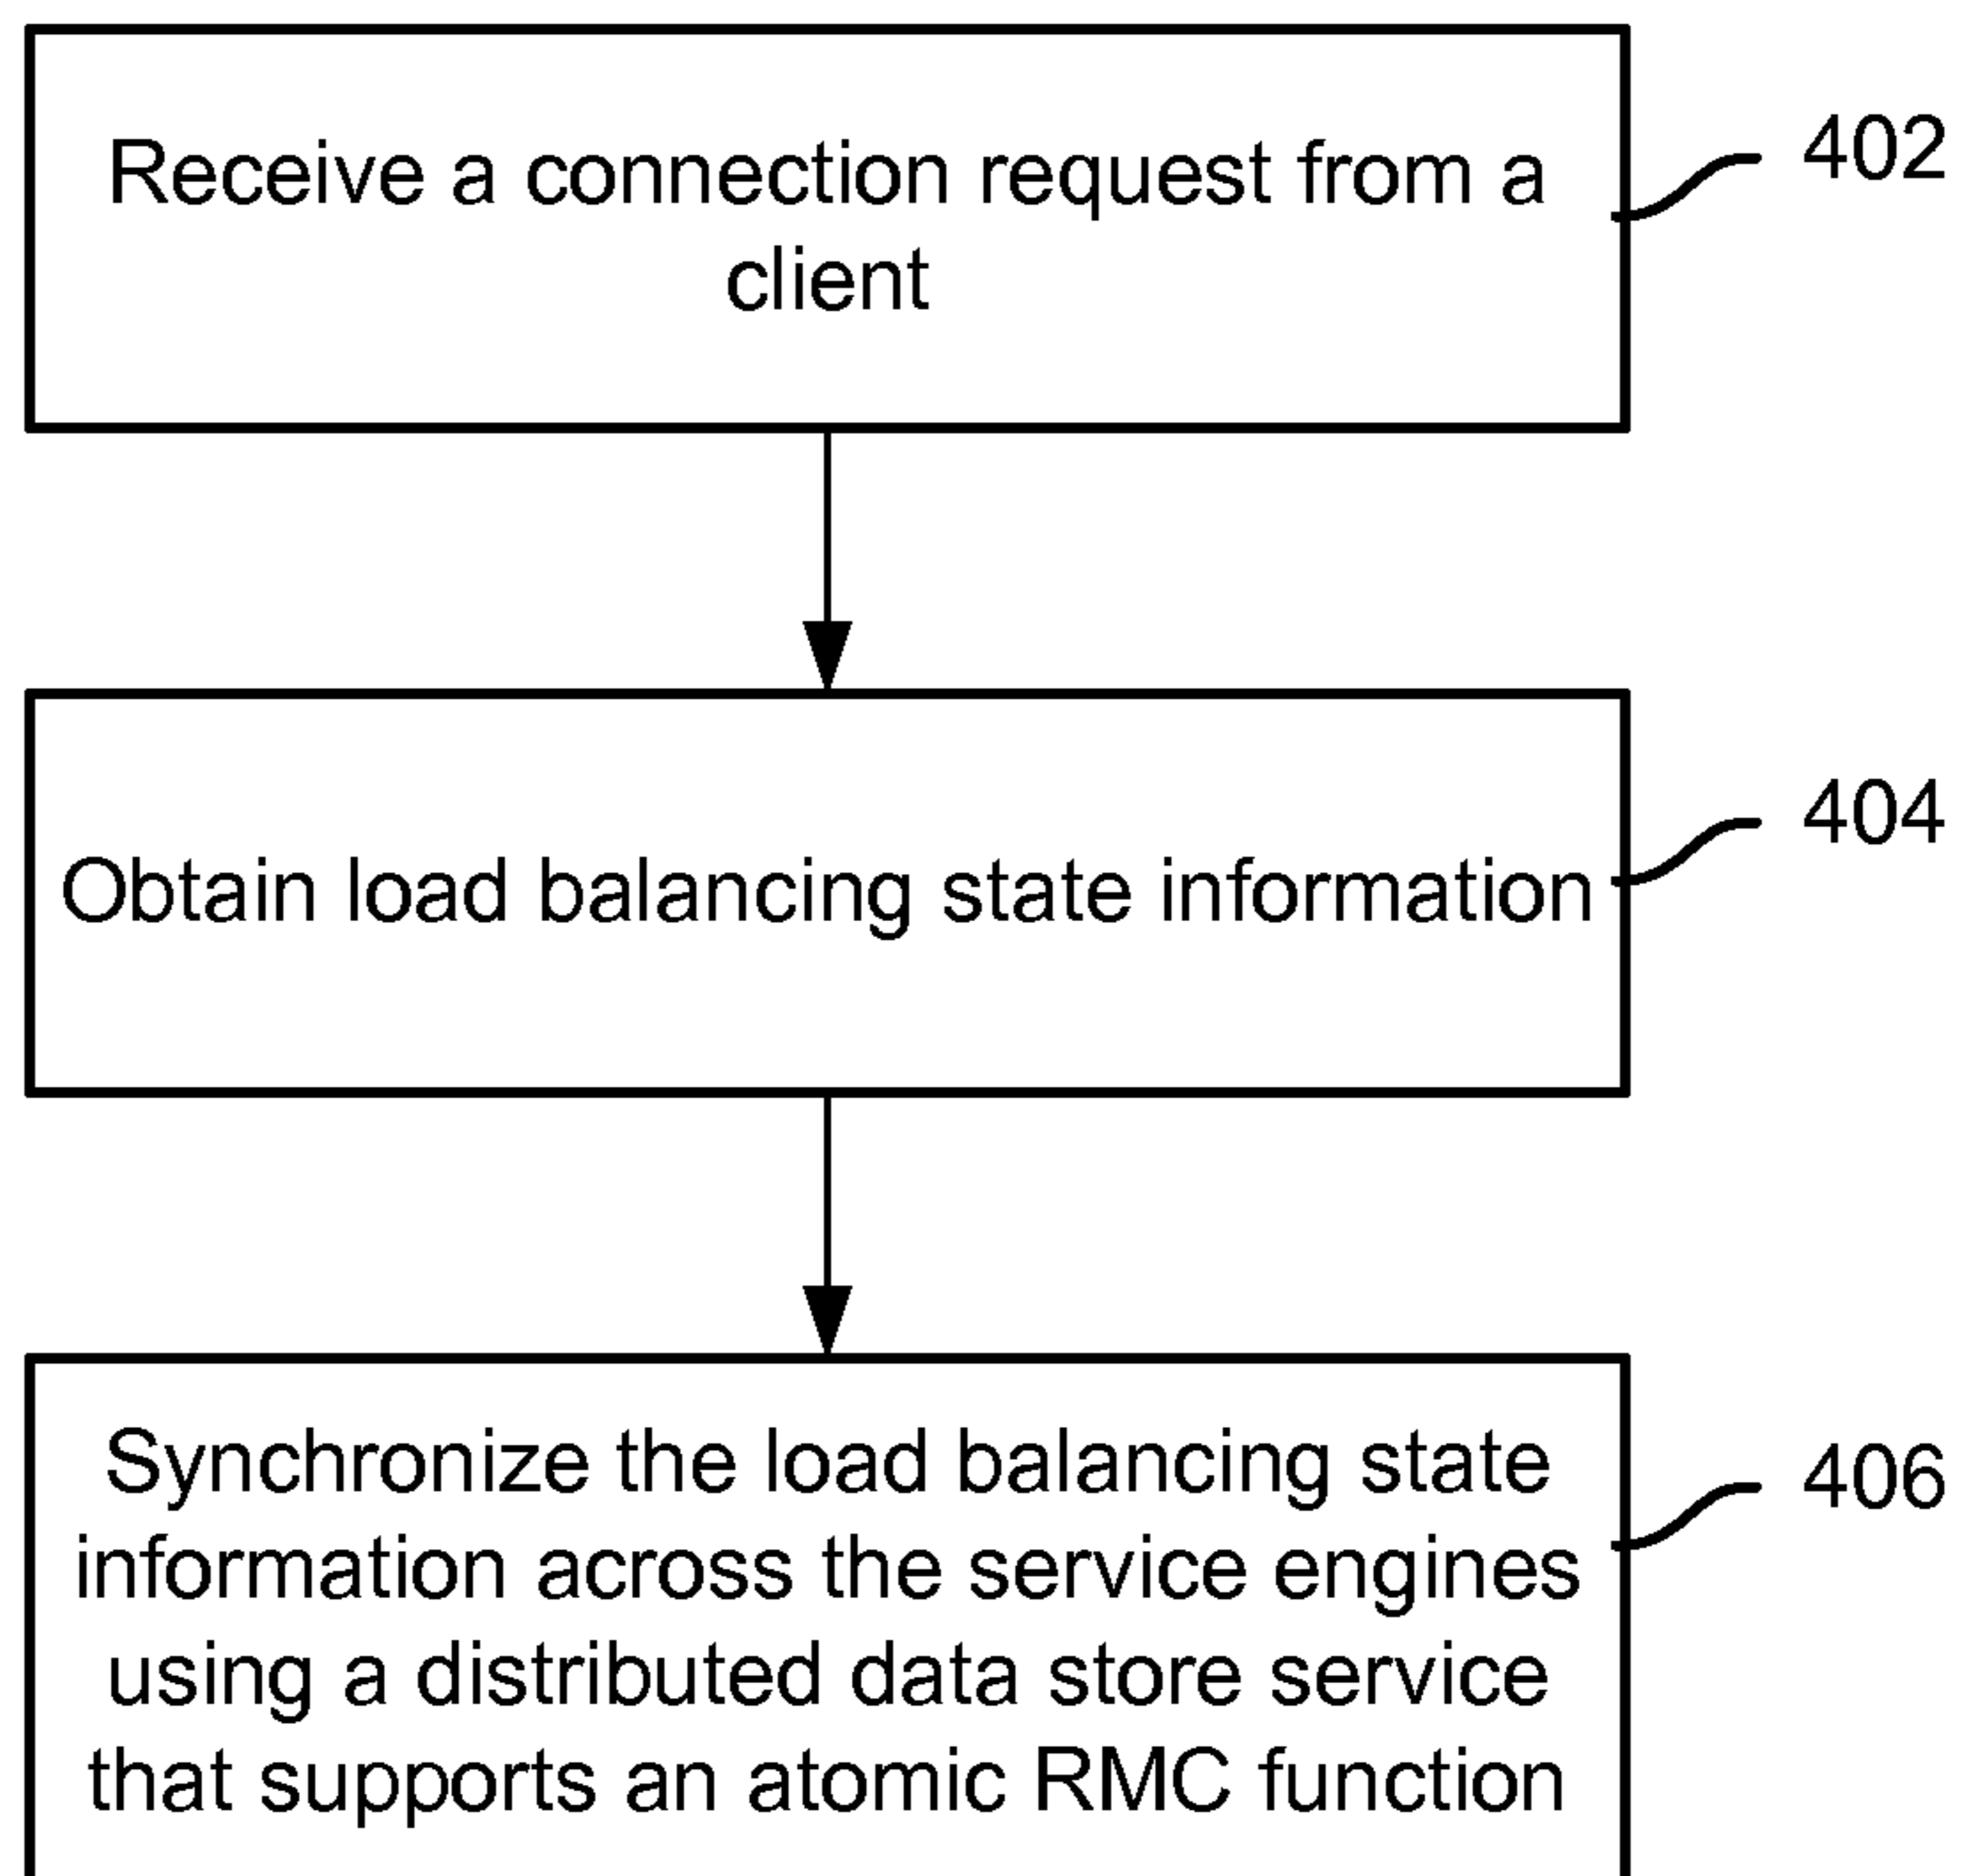 Receive a connection request from a
client
402
Obtain load balancing state information
404
Synchronize the load balancing state
information across the service engines
using a distributed data store service
that supports an atomic RMC function
406